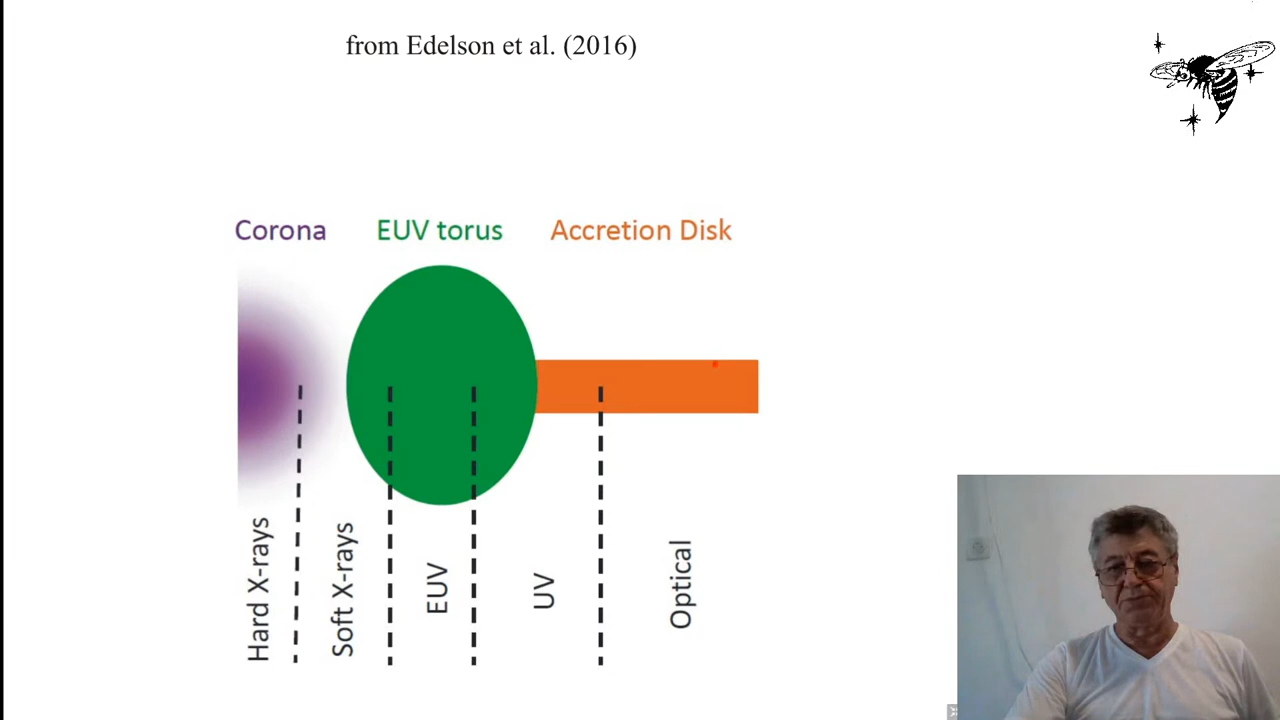 from Edelson et al. (2016)
Corona
EUV torus
Accretion Disk
Hard X-rays
Soft X-rays
EUV
UV
Optical